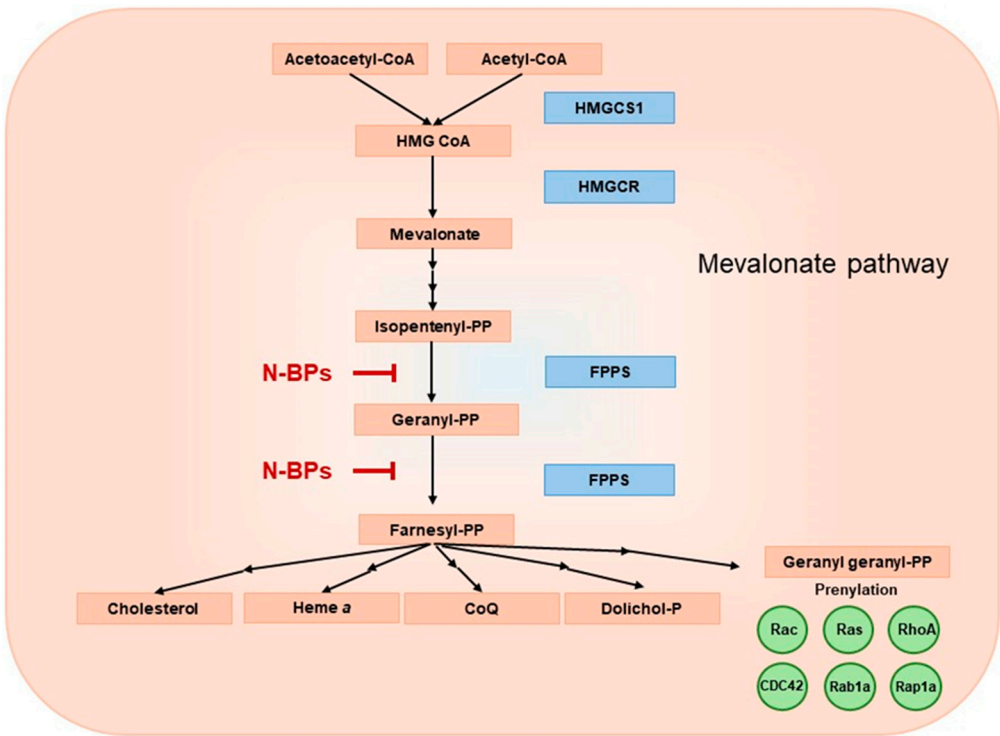 Acetoacetyl-CoA
Acetyl-CoA
HMGCS1
HMG CoA
HMGCR
Mevalonate
Mevalonate pathway
Isopentenyl-PP
N-BPs
FPPS
Geranyl-PP
N-BPs
FPPS
Farnesyl-PP
Geranyl geranyl-PP
Prenylation
Cholesterol
Heme a
CoQ
Dolichol-P
Rac
Ras
RhoA
CDC42
Rab1a
Rap1a